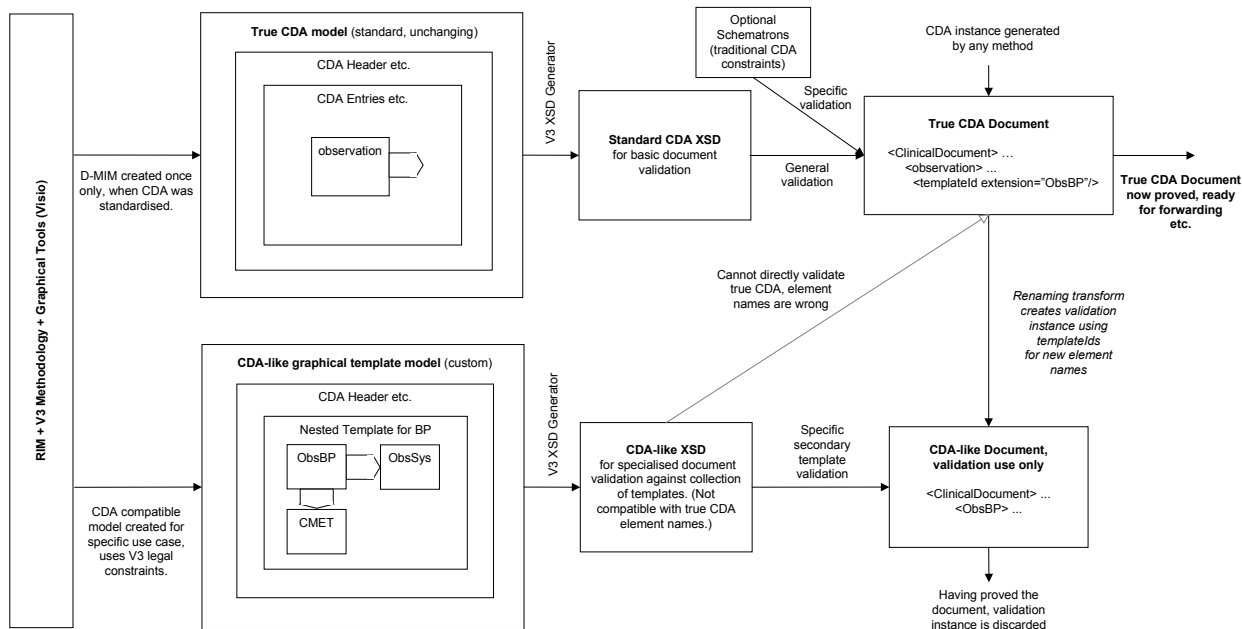 RIM + V3 Methodology + Graphical Tools (Visio)
D-MIM created once
only, when CDA was
standardised.
True CDA model (standard, unchanging)
CDA Header etc.
CDA Entries etc.
observation
V3 XSD Generator
Standard CDA XSD
for basic document
validation
Optional
Schematrons
(traditional CDA
constraints)
Specific
validation
General
validation
CDA instance generated
by any method
True CDA Document
<ClinicalDocument> ...
<observation> ...
<templateId extension="ObsBP"/>
True CDA Document
now proved, ready
for forwarding
etc.
Cannot directly validate
true CDA, element
names are wrong
Renaming transform
creates validation
instance using
templateIds
for new element
names
CDA compatible
model created for
specific use case,
uses V3 legal
constraints.
CDA-like graphical template model (custom)
CDA Header etc.
Nested Template for BP
ObsBP
ObsSys
CMET
V3 XSD Generator
CDA-like XSD
for specialised document
validation against collection
of templates. (Not
compatible with true CDA
element names.)
Specific
secondary
template
validation
CDA-like Document,
validation use only
<ClinicalDocument> ...
<ObsBP> ...
Having proved the
document, validation
instance is discarded